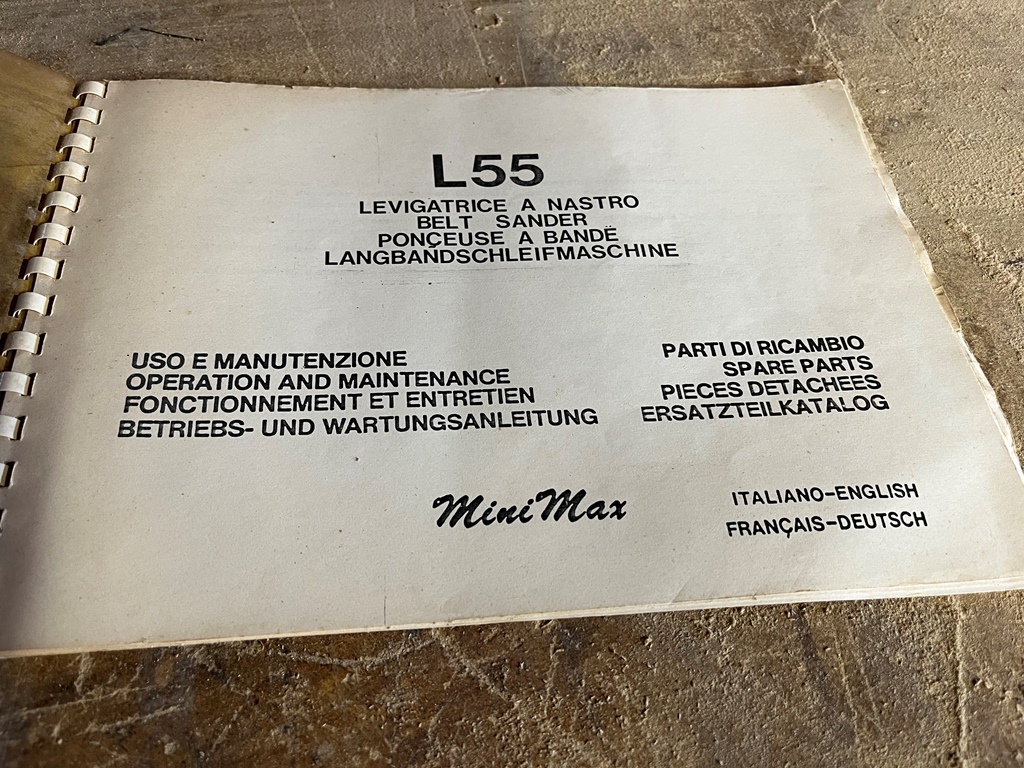 L55
LEVIGATRICE A NASTRO
BELT SANDER
PONÇEUSE A BANDË
LANGBANDSCHLEIFMASCHINE
USO E MANUTENZIONE
OPERATION AND MAINTENANCE
FONCTIONNEMENT ET ENTRETIEN
BETRIEBS- UND WARTUNGSANLEITUNG
PARTI DI RICAMBIO
SPARE PARTS
PIECES DETACHEES
ERSATZTEILKATALOG
MiniMax
ITALIANO-ENGLISH
FRANÇAIS-DEUTSCH